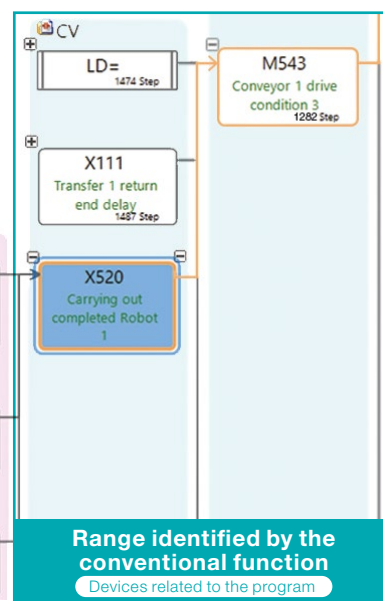 CV
LD=
1474 Step
M543
Conveyor 1 drive
condition 3
1282 Step
X111
Transfer 1 return
end delay
1487 Step
X520
Carrying out
completed Robot
1
Range identified by the
conventional function
Devices related to the program